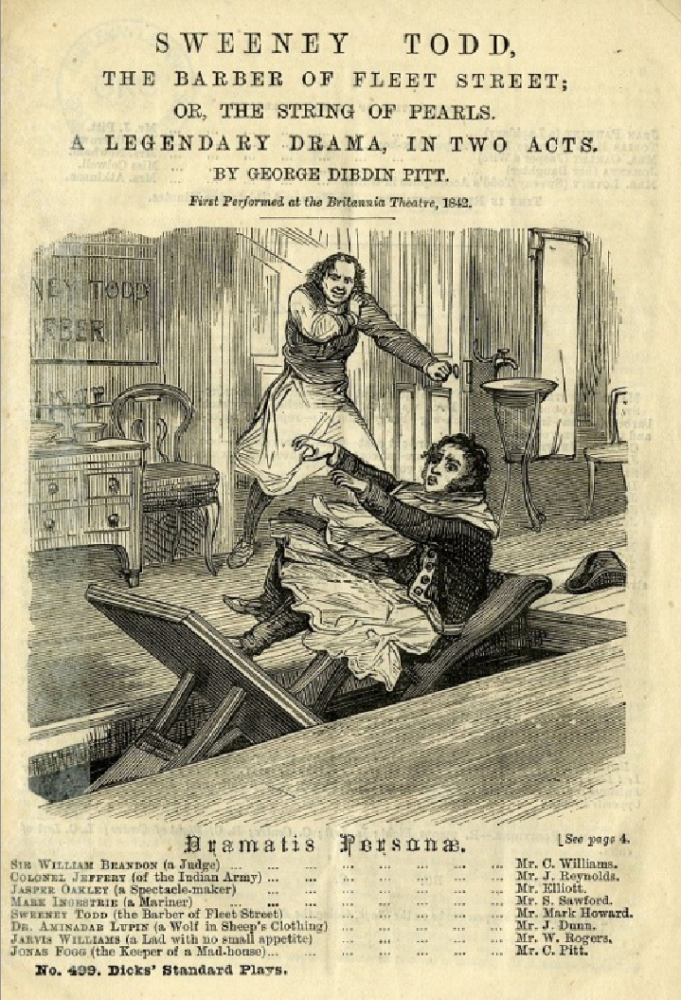 SWEENEY TODD,
THE BARBER OF FLEET STREET;
OR, THE STRING OF PEARLS.
A LEGENDARY DRAMA, IN TWO ACTS.
BY GEORGE DIBDIN PITT.
First Performed at the Britannia Theatre, 1842.
NEY TODD
RBER
Dramatis Personæ.
[See page 4.
SIR WILLIAM BRANDON (a Judge) ... ... ... ... ... ... ... ... Mr. C. Williams.
COLONEL JEFFERY (of the Indian Army) ... ... ... ... ... ... ... ... Mr. J. Reynolds.
JASPER OAKLEY (a Spectacle-maker) ... ... ... ... ... ... ... Mr. Elliott.
MARK INGESTRIE (a Mariner) ... ... ... ... ... ... ... ... Mr. S. Sawford.
SWEENEY TODD (the Barber of Fleet Street) ... ... ... ... ... ... ... Mr. Mark Howard.
DR. AMINADAB LUPIN (a Wolf in Sheep's Clothing) ... ... ... ... ... Mr. J. Dunn.
JARVIS WILLIAMS (a Lad with no small appetite) ... ... ... ... ... Mr. W. Rogers.
JONAS FOGG (the Keeper of a Mad-house)... ... ... ... ... ... ... Mr. C. Pitt.
No. 499. Dicks' Standard Plays.